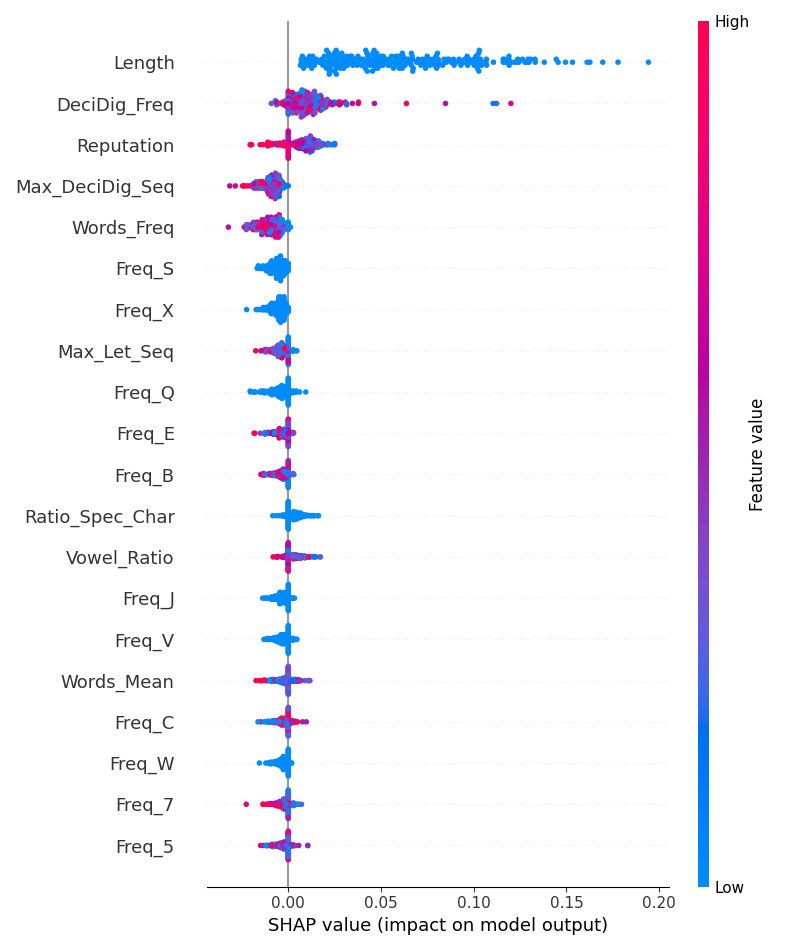 High
Length
DeciDig_Freq
Reputation
Max_DeciDig_Seq
Words_Freq
Freq_S
Freq_X
Max_Let_Seq
Freq_Q
Freq_E
Freq_B
Ratio_Spec_Char
Vowel_Ratio
Freq_J
Freq_V
Words_Mean
Freq_C
Freq_W
Freq_7
Freq_5
Feature value
Low
0.00 0.05 0.10 0.15 0.20
SHAP value (impact on model output)